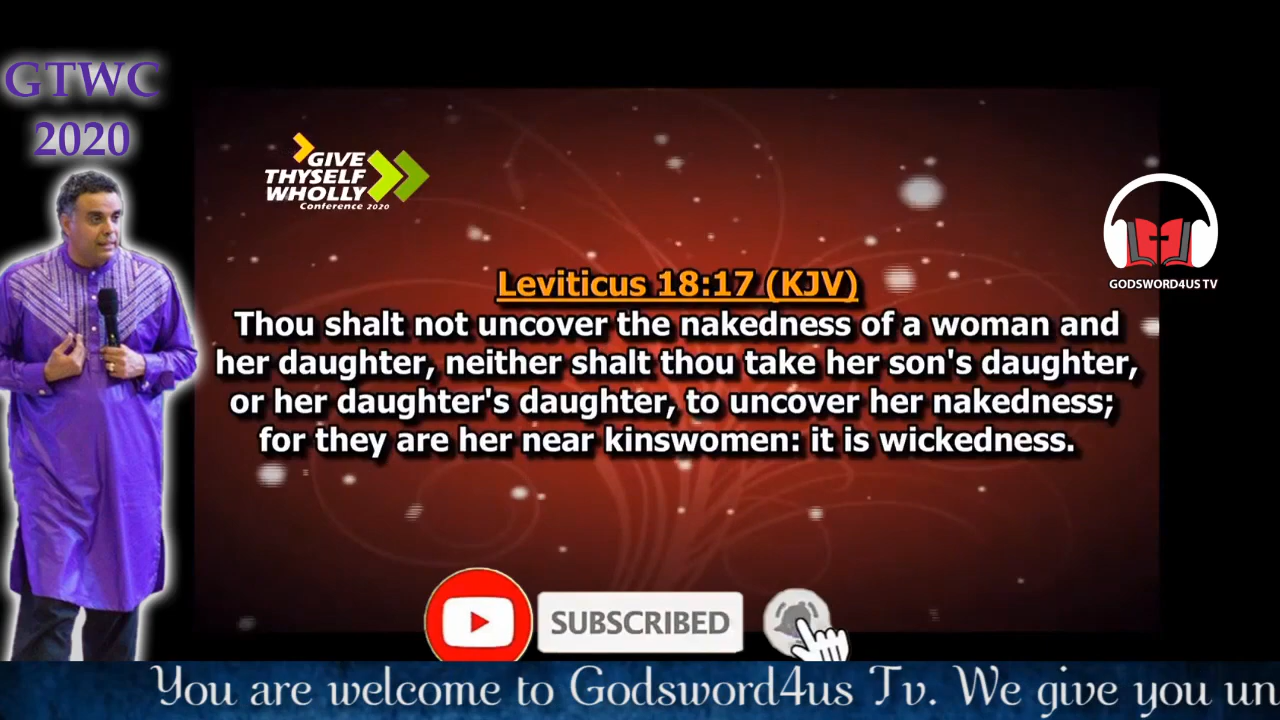 GTWC
2020
GIVE
THYSELF
WHOLLY
Conference 2020
GODSWORD4US TV
Leviticus 18:17 (KJV)
Thou shalt not uncover the nakedness of a woman and
her daughter, neither shalt thou take her son's daughter,
or her daughter's daughter, to uncover her nakedness;
for they are her near kinswomen: it is wickedness.
SUBSCRIBED
You are welcome to Godsword4us Tv. We give you un